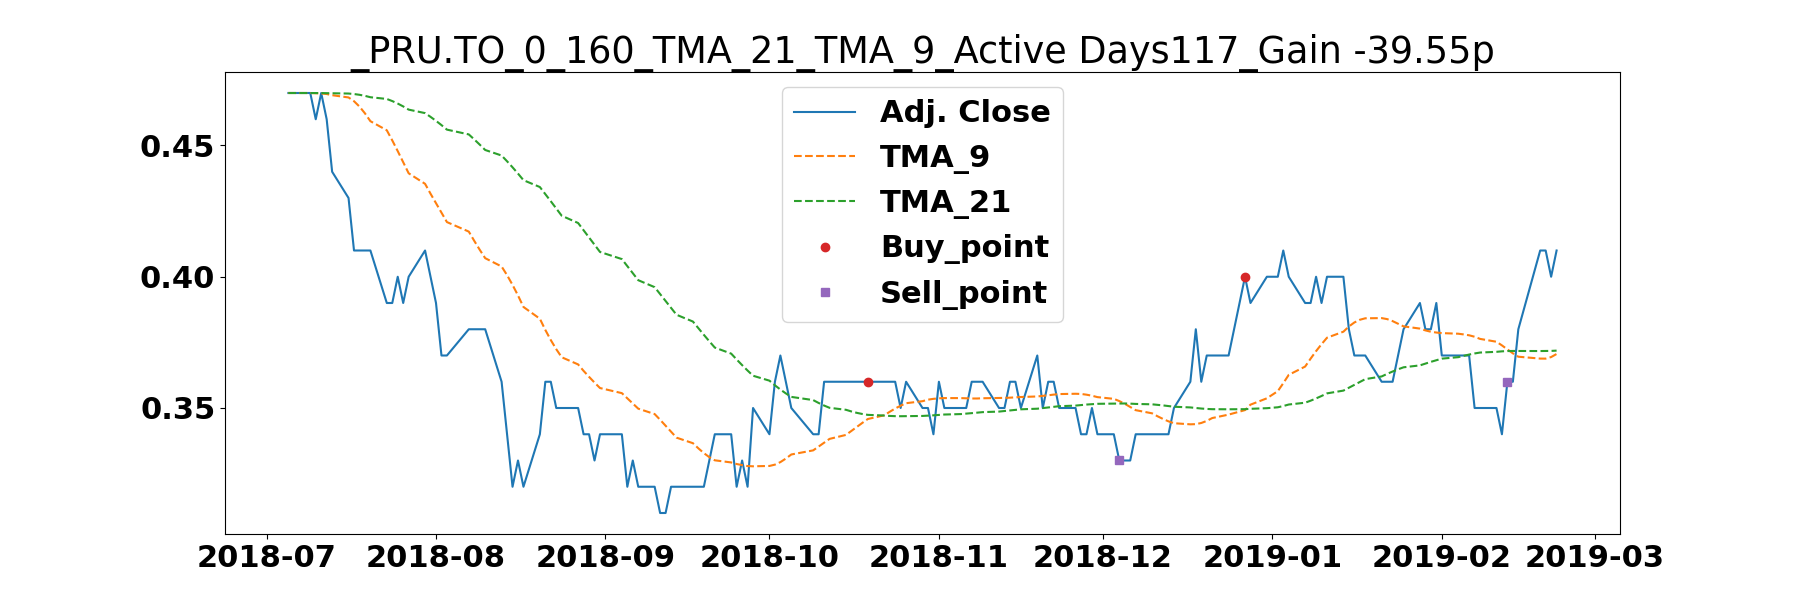 _PRU.TO_0_160_TMA_21_TMA_9_Active Days117_Gain -39.55p
Adj. Close
TMA_9
TMA_21
Buy_point
Sell_point
0.45
0.40
0.35
2018-07 2018-08 2018-09 2018-10 2018-11 2018-12 2019-01 2019-02 2019-03